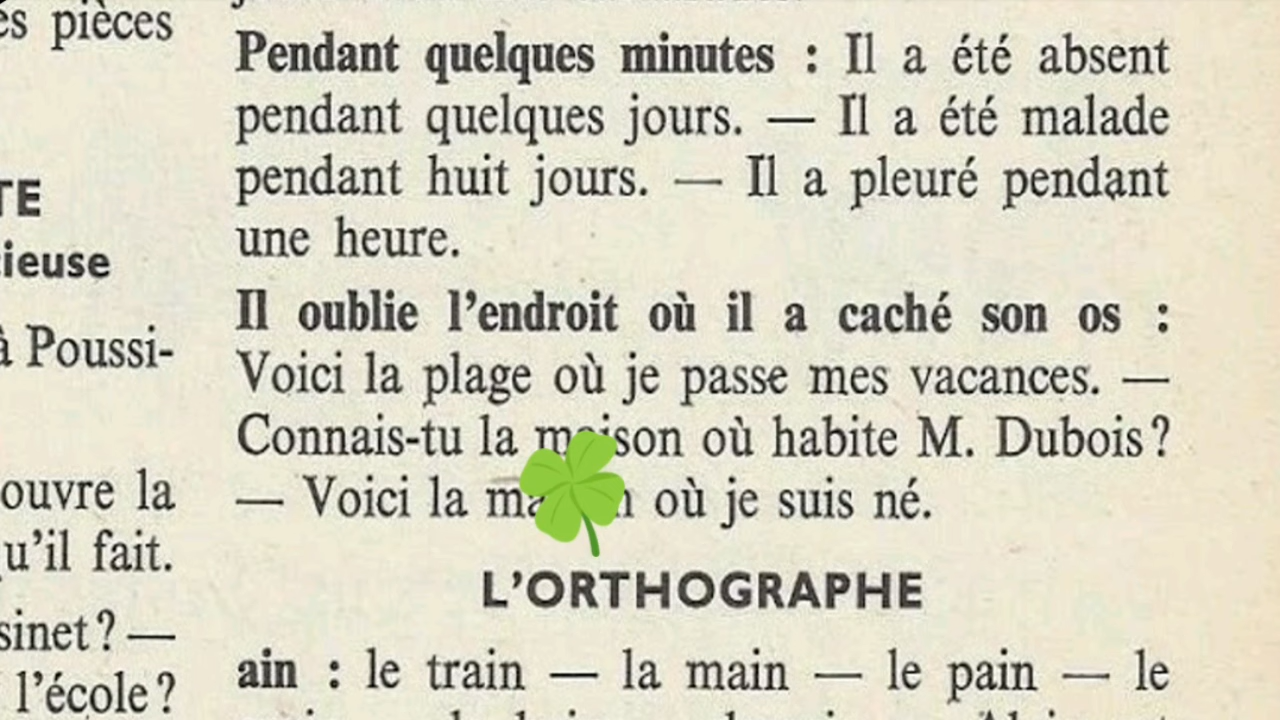 es pièces
TE
cieuse
à Poussi-
ouvre la
u'il fait.
sinet ? —
l'école ?
Pendant quelques minutes : Il a été absent
pendant quelques jours. — Il a été malade
pendant huit jours. — Il a pleuré pendant
une heure.
Il oublie l'endroit où il a caché son os :
Voici la plage où je passe mes vacances. —
Connais-tu la maison où habite M. Dubois ?
— Voici la où je suis né.
L'ORTHOGRAPHE
ain : le train — la main — le pain — le